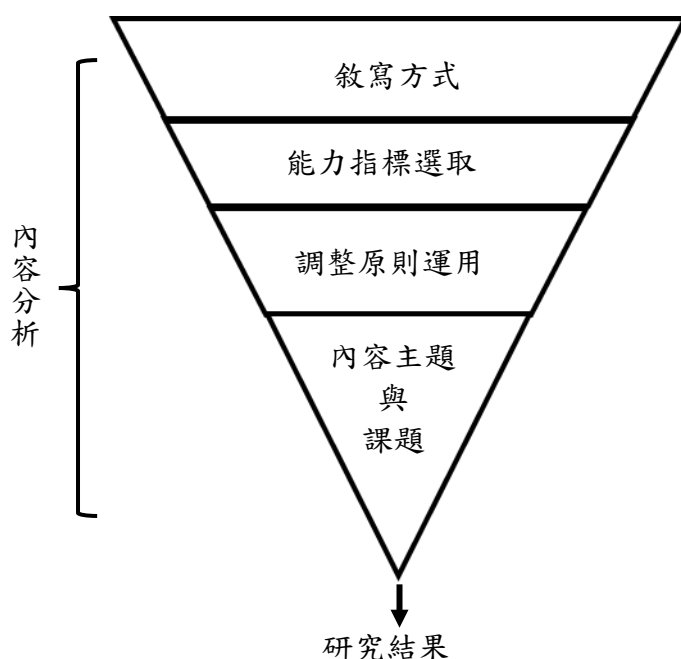 敘寫方式
能力指標選取
調整原則運用
內容主題
與
課題
內容分析
研究結果